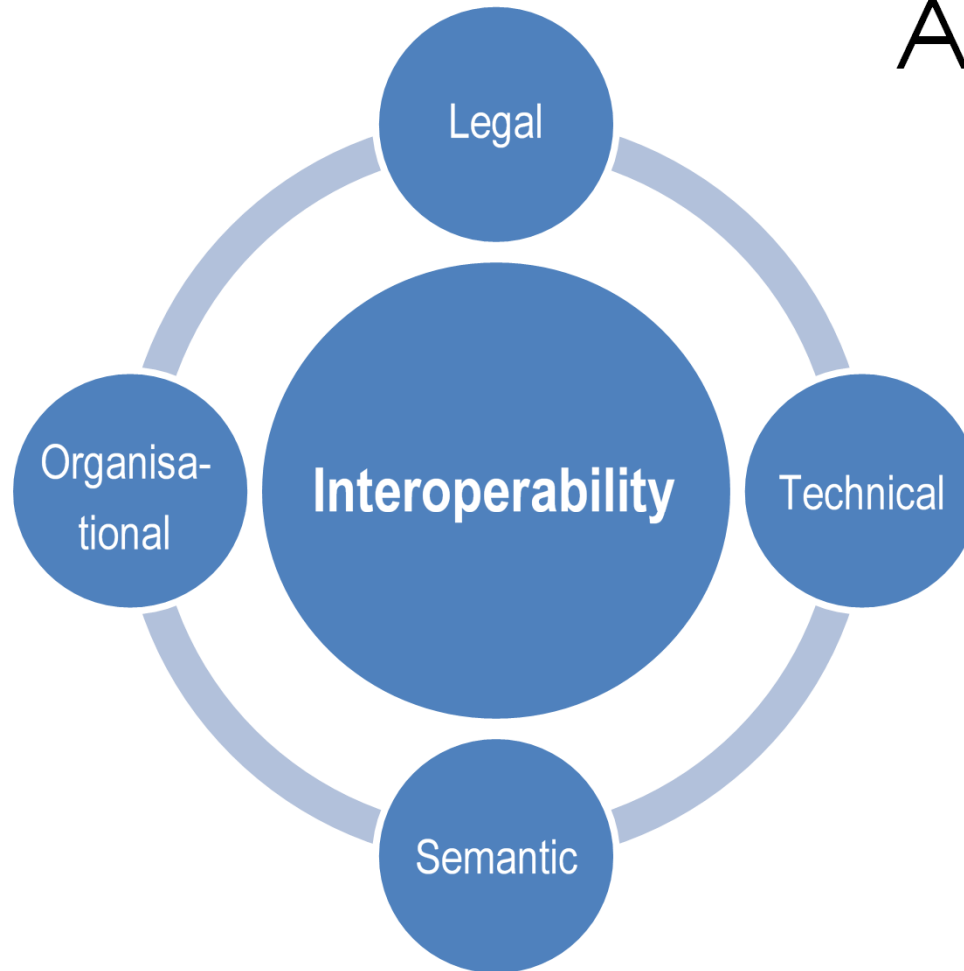 A
Legal
Organisa-
tional
Interoperability
Technical
Semantic